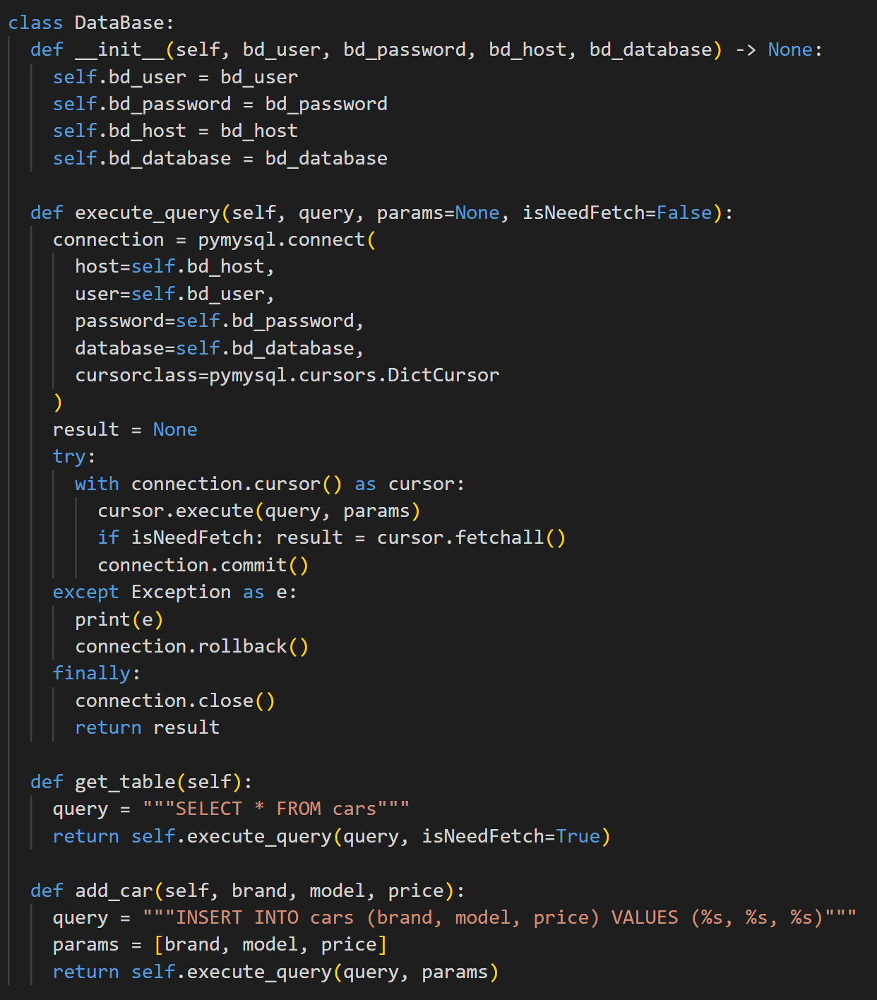 class DataBase:
  def __init__(self, bd_user, bd_password, bd_host, bd_database) -> None:
    self.bd_user = bd_user
    self.bd_password = bd_password
    self.bd_host = bd_host
    self.bd_database = bd_database

  def execute_query(self, query, params=None, isNeedFetch=False):
    connection = pymysql.connect(
      host=self.bd_host,
      user=self.bd_user,
      password=self.bd_password,
      database=self.bd_database,
      cursorclass=pymysql.cursors.DictCursor
    )
    result = None
    try:
      with connection.cursor() as cursor:
        cursor.execute(query, params)
        if isNeedFetch: result = cursor.fetchall()
        connection.commit()
    except Exception as e:
      print(e)
      connection.rollback()
    finally:
      connection.close()
      return result

  def get_table(self):
    query = """SELECT * FROM cars"""
    return self.execute_query(query, isNeedFetch=True)

  def add_car(self, brand, model, price):
    query = """INSERT INTO cars (brand, model, price) VALUES (%s, %s, %s)"""
    params = [brand, model, price]
    return self.execute_query(query, params)